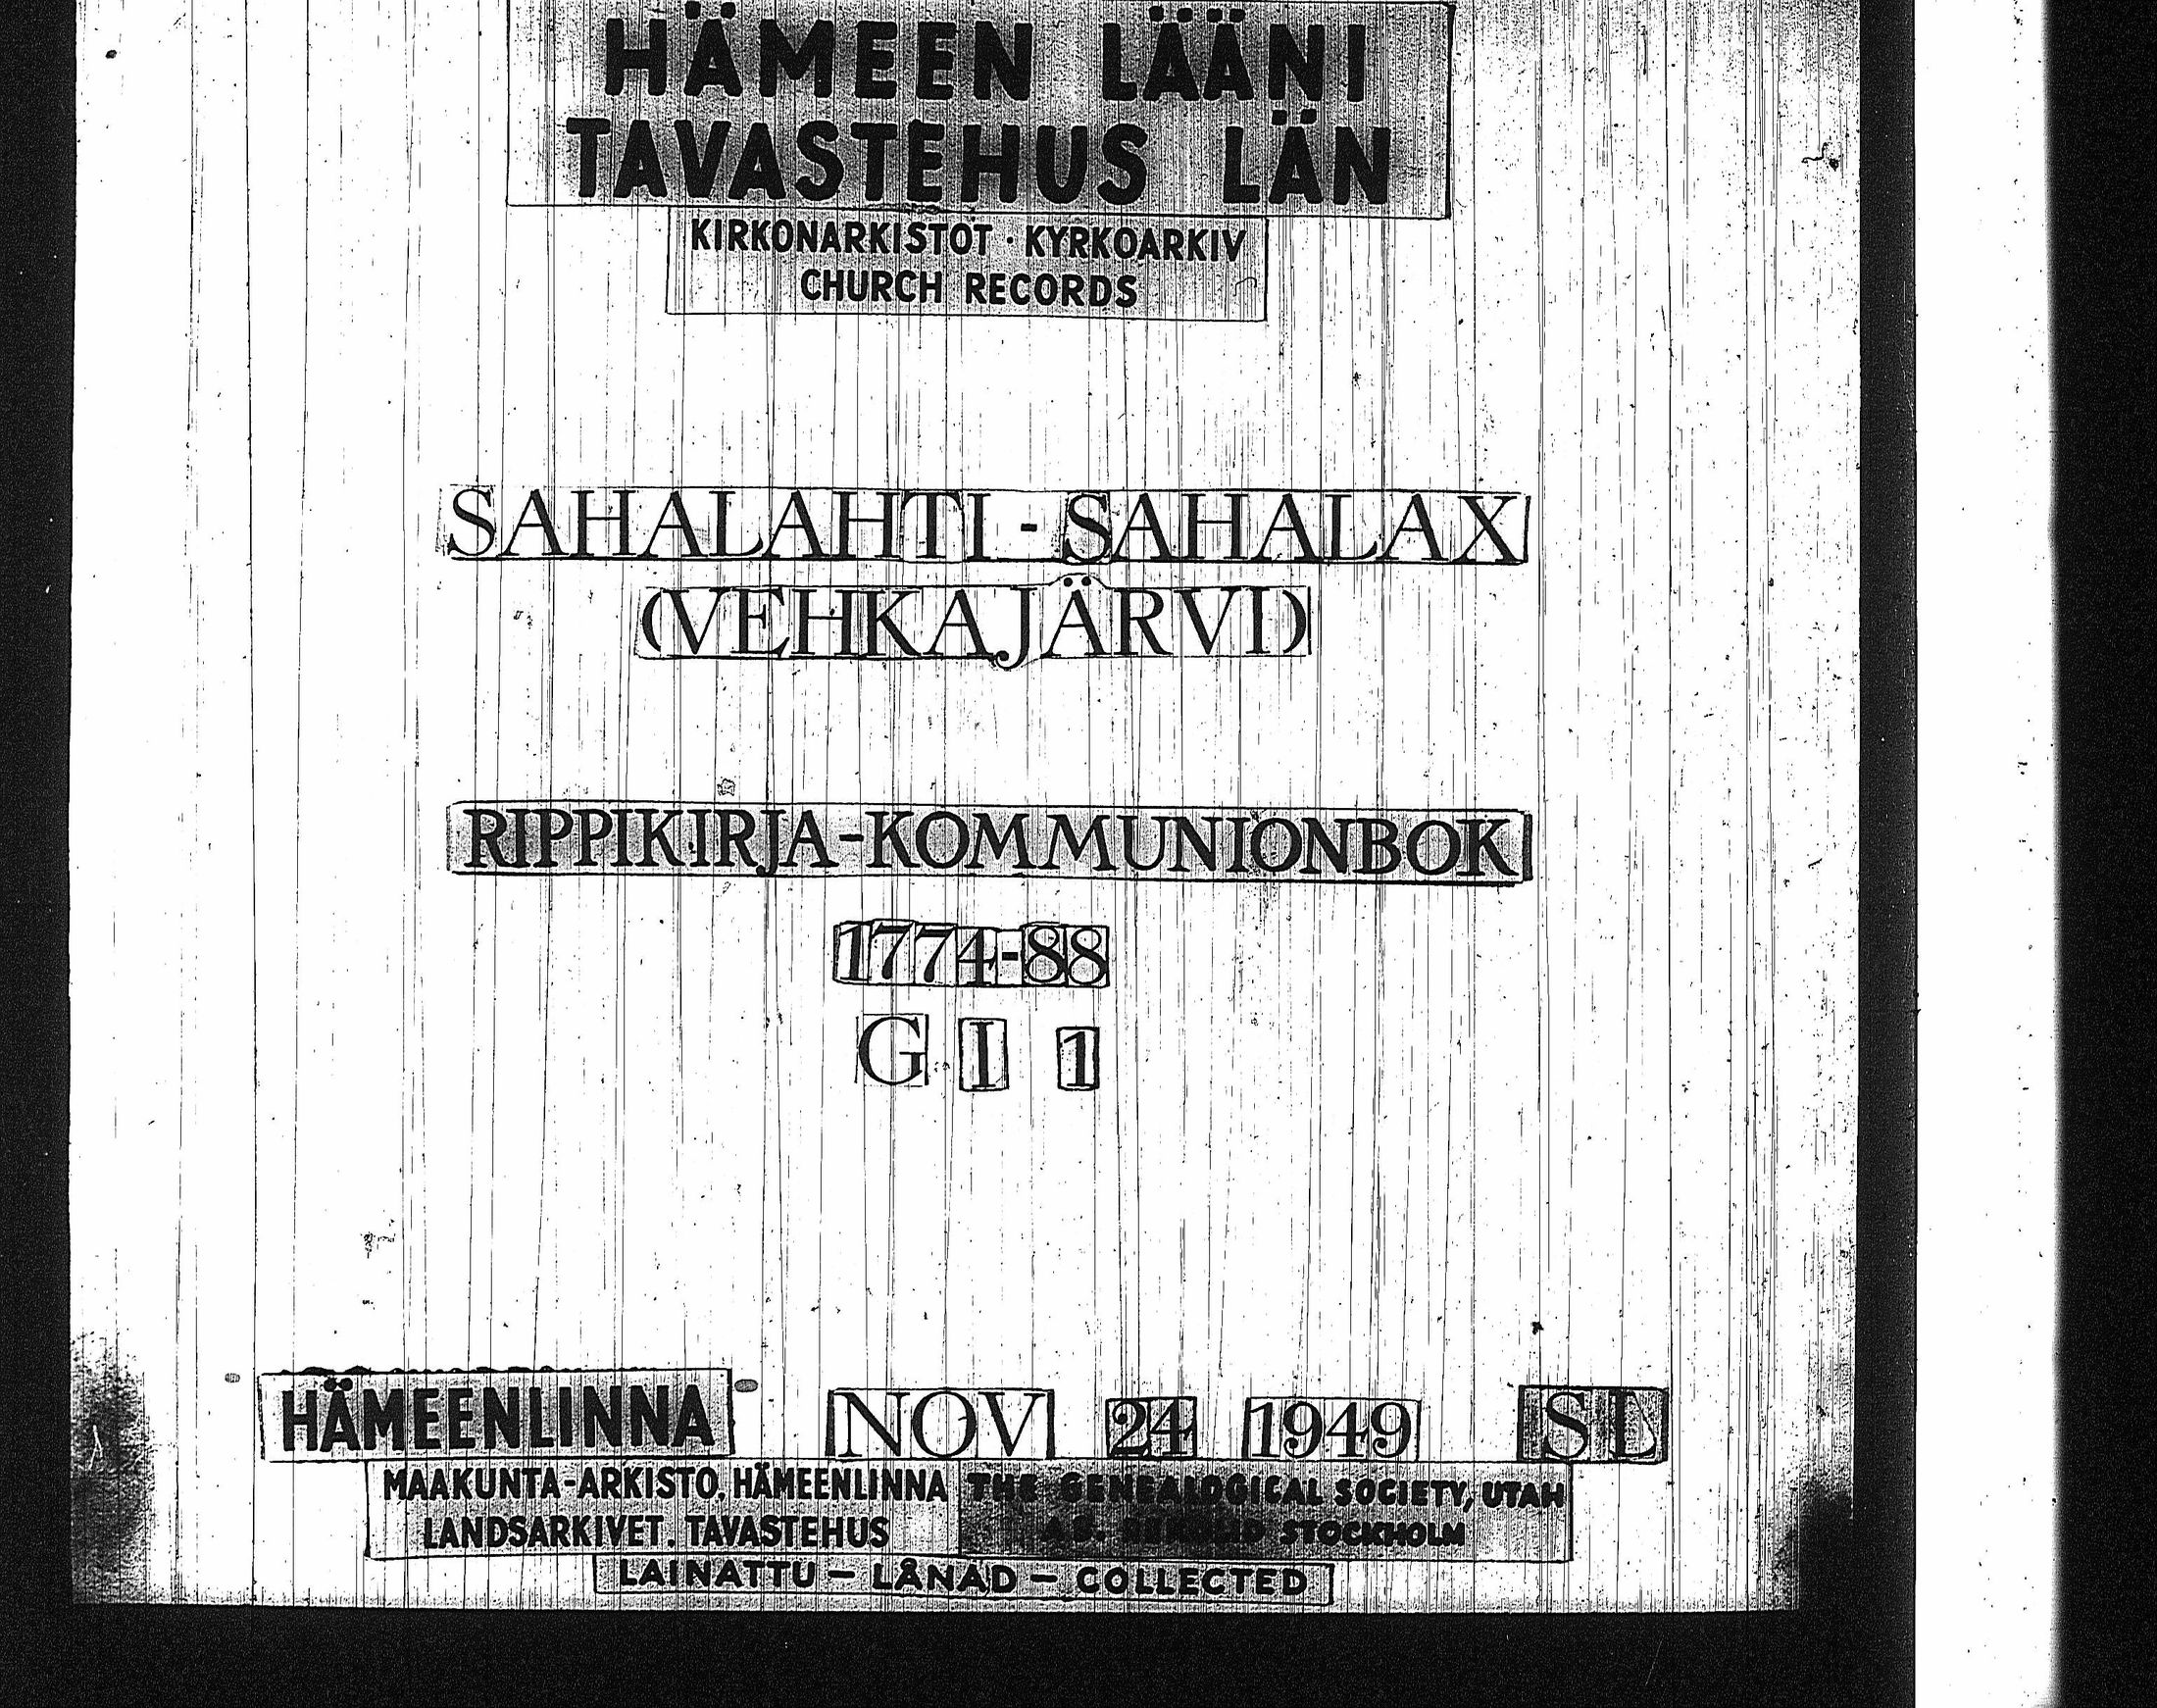 HÄMEEN LÄÄNI
TAVASTEHUS LÄN
KIRKONARKISTOT · KYRKOARKIV
CHURCH RECORDS
SAHALAHTI-SAHALAX
(VEHKAJÄRVI)
RIPPIKIRJA-KOMMUNIONBOK
1774-88
G I 1
HÄMEENLINNA NOV 24 1949 SL
MAAKUNTA-ARKISTO, HÄMEENLINNA THE GENEALOGICAL SOCIETY, UTAH
LANDSARKIVET, TAVASTEHUS STOCKHOLM
LAINATTU — LÅNAD — COLLECTED